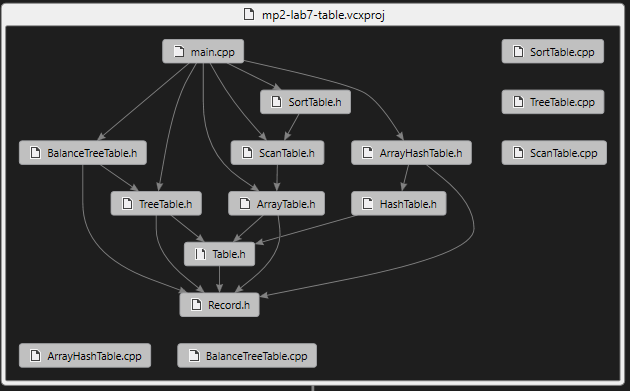 mp2-lab7-table.vcxproj
main.cpp
SortTable.cpp
SortTable.h
TreeTable.cpp
BalanceTreeTable.h
ScanTable.h
ArrayHashTable.h
ScanTable.cpp
TreeTable.h
ArrayTable.h
HashTable.h
Table.h
Record.h
ArrayHashTable.cpp
BalanceTreeTable.cpp